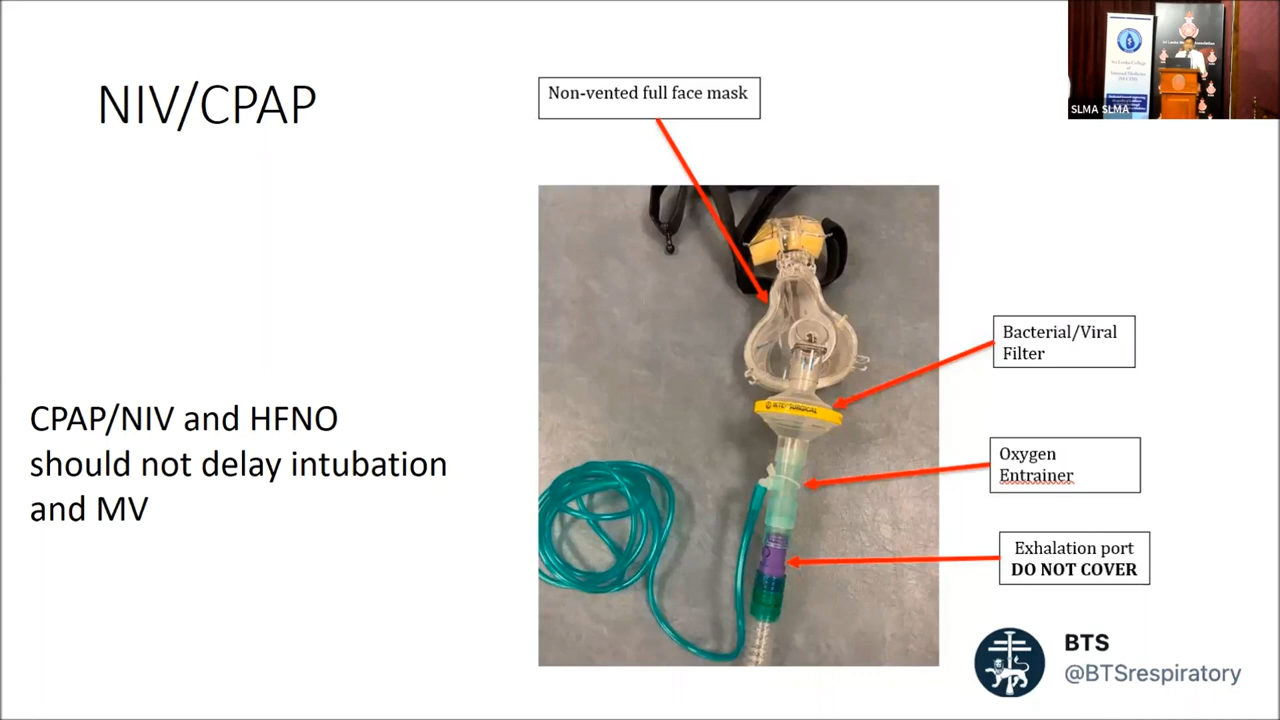 NIV/CPAP
Non-vented full face mask
SLMA SLMA
Bacterial/Viral
Filter
CPAP/NIV and HFNO
should not delay intubation
and MV
Oxygen
Entrainer
Exhalation port
DO NOT COVER
BTS
@BTSrespiratory